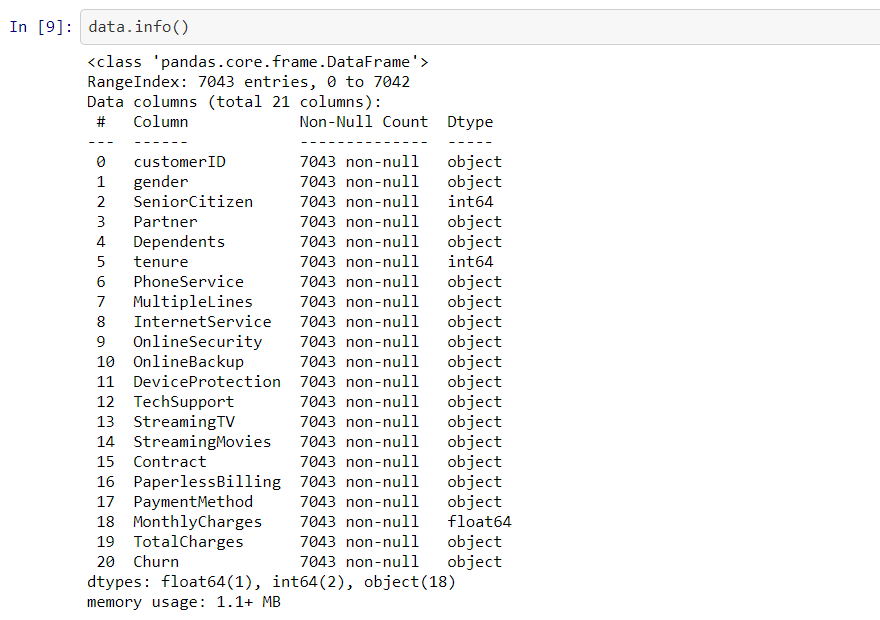 In [9]: data.info()
<class 'pandas.core.frame.DataFrame'>
RangeIndex: 7043 entries, 0 to 7042
Data columns (total 21 columns):
 #   Column            Non-Null Count  Dtype
---  ------            --------------  -----
 0   customerID        7043 non-null   object
 1   gender            7043 non-null   object
 2   SeniorCitizen     7043 non-null   int64
 3   Partner           7043 non-null   object
 4   Dependents        7043 non-null   object
 5   tenure            7043 non-null   int64
 6   PhoneService      7043 non-null   object
 7   MultipleLines     7043 non-null   object
 8   InternetService   7043 non-null   object
 9   OnlineSecurity    7043 non-null   object
 10  OnlineBackup      7043 non-null   object
 11  DeviceProtection  7043 non-null   object
 12  TechSupport       7043 non-null   object
 13  StreamingTV       7043 non-null   object
 14  StreamingMovies   7043 non-null   object
 15  Contract          7043 non-null   object
 16  PaperlessBilling  7043 non-null   object
 17  PaymentMethod     7043 non-null   object
 18  MonthlyCharges    7043 non-null   float64
 19  TotalCharges      7043 non-null   object
 20  Churn             7043 non-null   object
dtypes: float64(1), int64(2), object(18)
memory usage: 1.1+ MB